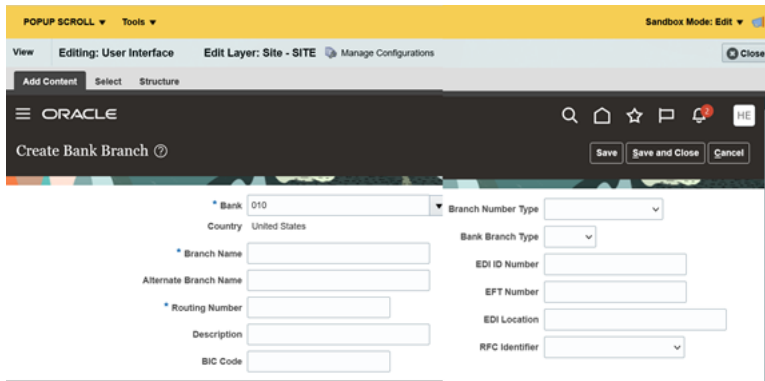 POPUP SCROLL Tools Sandbox Mode: Edit
View Editing: User Interface Edit Layer: Site - SITE Manage Configurations Close
Add Content Select Structure
ORACLE 2 HE
Create Bank Branch Save Save and Close Cancel
* Bank 010
Country United States
* Branch Name
Alternate Branch Name
* Routing Number
Description
BIC Code
Branch Number Type
Bank Branch Type
EDI ID Number
EFT Number
EDI Location
RFC Identifier